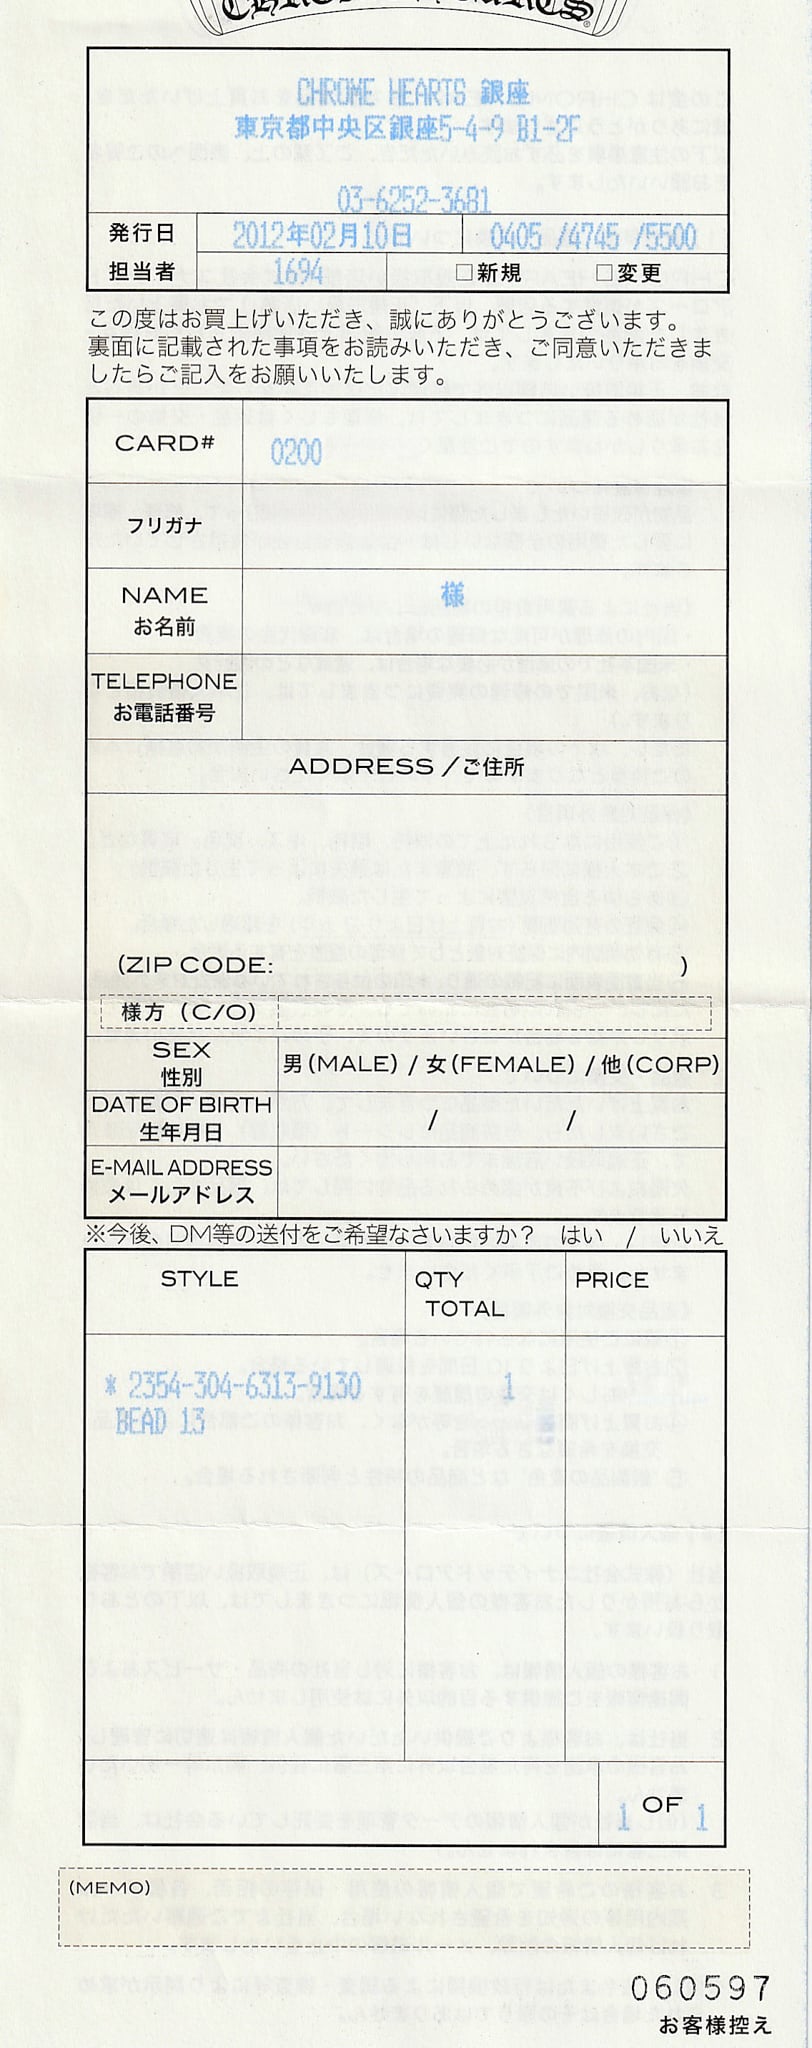 CHROME HEARTS 銀座
東京都中央区銀座5-4-9 B1-2F
03-6252-3681
発行日 2012年02月10日 0405 /4745 /5500
担当者 1694 □新規 □変更
この度はお買上げいただき、誠にありがとうございます。
裏面に記載された事項をお読みいただき、ご同意いただきま
したらご記入をお願いいたします。
CARD# 0200
フリガナ
NAME 様
お名前
TELEPHONE
お電話番号
ADDRESS /ご住所
(ZIP CODE: )
様方 (C/O)
SEX
性別 男(MALE) / 女(FEMALE) / 他(CORP)
DATE OF BIRTH
生年月日 / /
E-MAIL ADDRESS
メールアドレス
※今後、DM等の送付をご希望なさいますか? はい / いいえ
STYLE QTY PRICE
TOTAL
* 2354-304-6313-9130 1
BEAD 13
1 OF 1
(MEMO)
060597
お客様控え